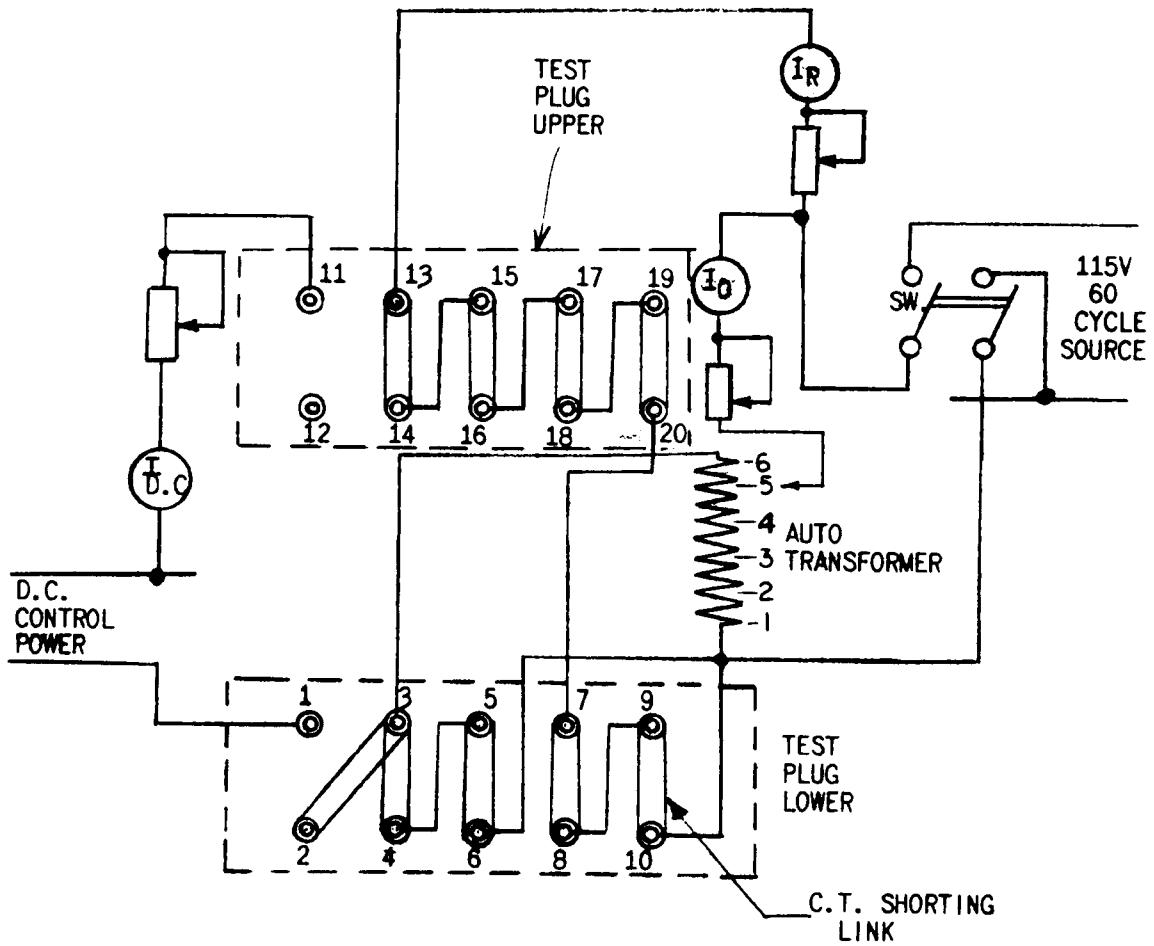 TEST
PLUG
UPPER
IR
11
13
15
17
19
IO
115V
60
CYCLE
SOURCE
SW
12
14
16
18
20
I
D.C
-6
-5
-4
-3
-2
-1
AUTO
TRANSFORMER
D.C.
CONTROL
POWER
1
3
5
7
9
TEST
PLUG
LOWER
2
4
6
8
10
C.T. SHORTING
LINK